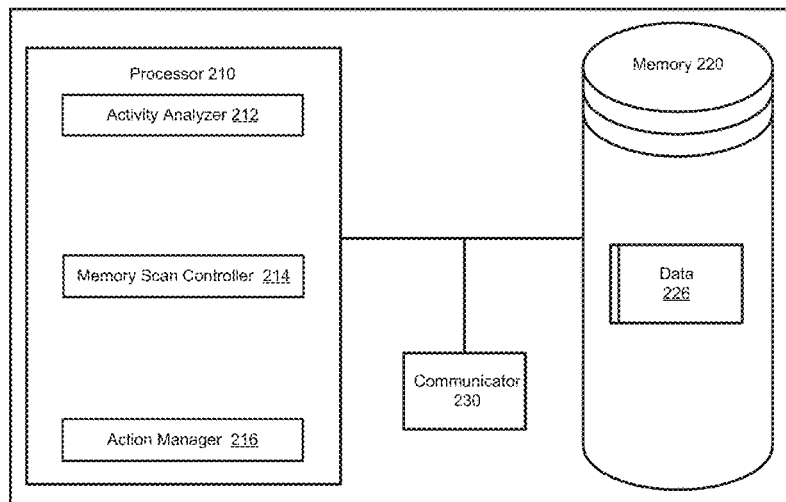 Processor 210
Activity Analyzer 212
Memory Scan Controller 214
Action Manager 216
Communicator
230
Memory 220
Data
226